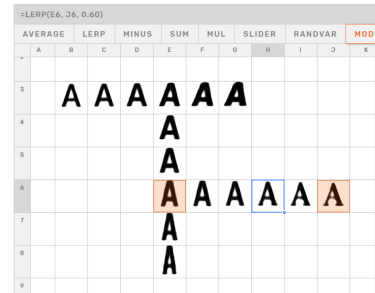 =LERP(E6, J6, 0.60)
AVERAGE LERP MINUS SUM MUL SLIDER RANDVAR MOD
A B C D E F G H I J K
3 A A A A A A
4 A
5 A
6 A A A A A A
7 A
8 A
9